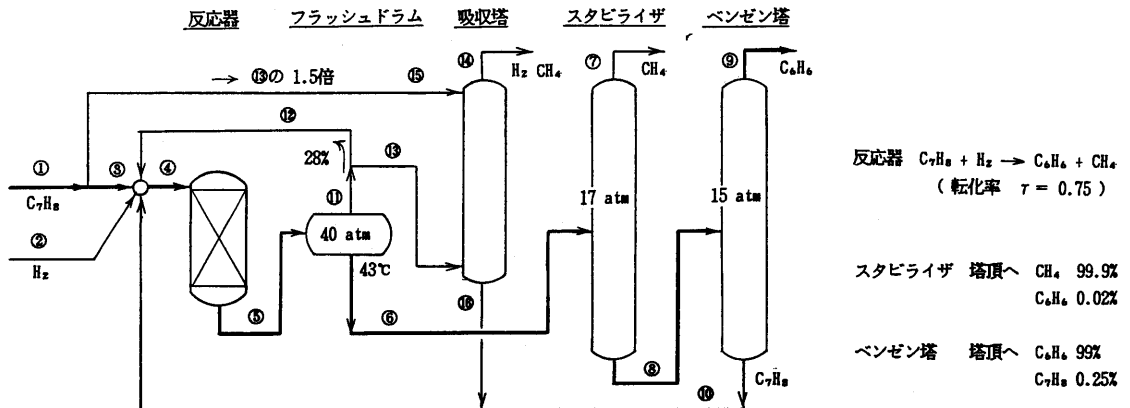 反応器 フラッシュドラム 吸収塔 スタビライザ ベンゼン塔
⑭ H₂ CH₄
⑦ CH₄
⑨ C₆H₆
→ ⑬の 1.5倍 ⑮
⑫
28% ⑬
① ③ ④
C₇H₈
② H₂
⑪
40 atm
43℃
17 atm
15 atm
⑤ ⑥ ⑯
⑧ C₇H₈
⑩
反応器 C₇H₈ + H₂ → C₆H₆ + CH₄
( 転化率 r = 0.75 )
スタビライザ 塔頂へ CH₄ 99.9%
C₆H₆ 0.02%
ベンゼン塔 塔頂へ C₆H₆ 99%
C₇H₈ 0.25%